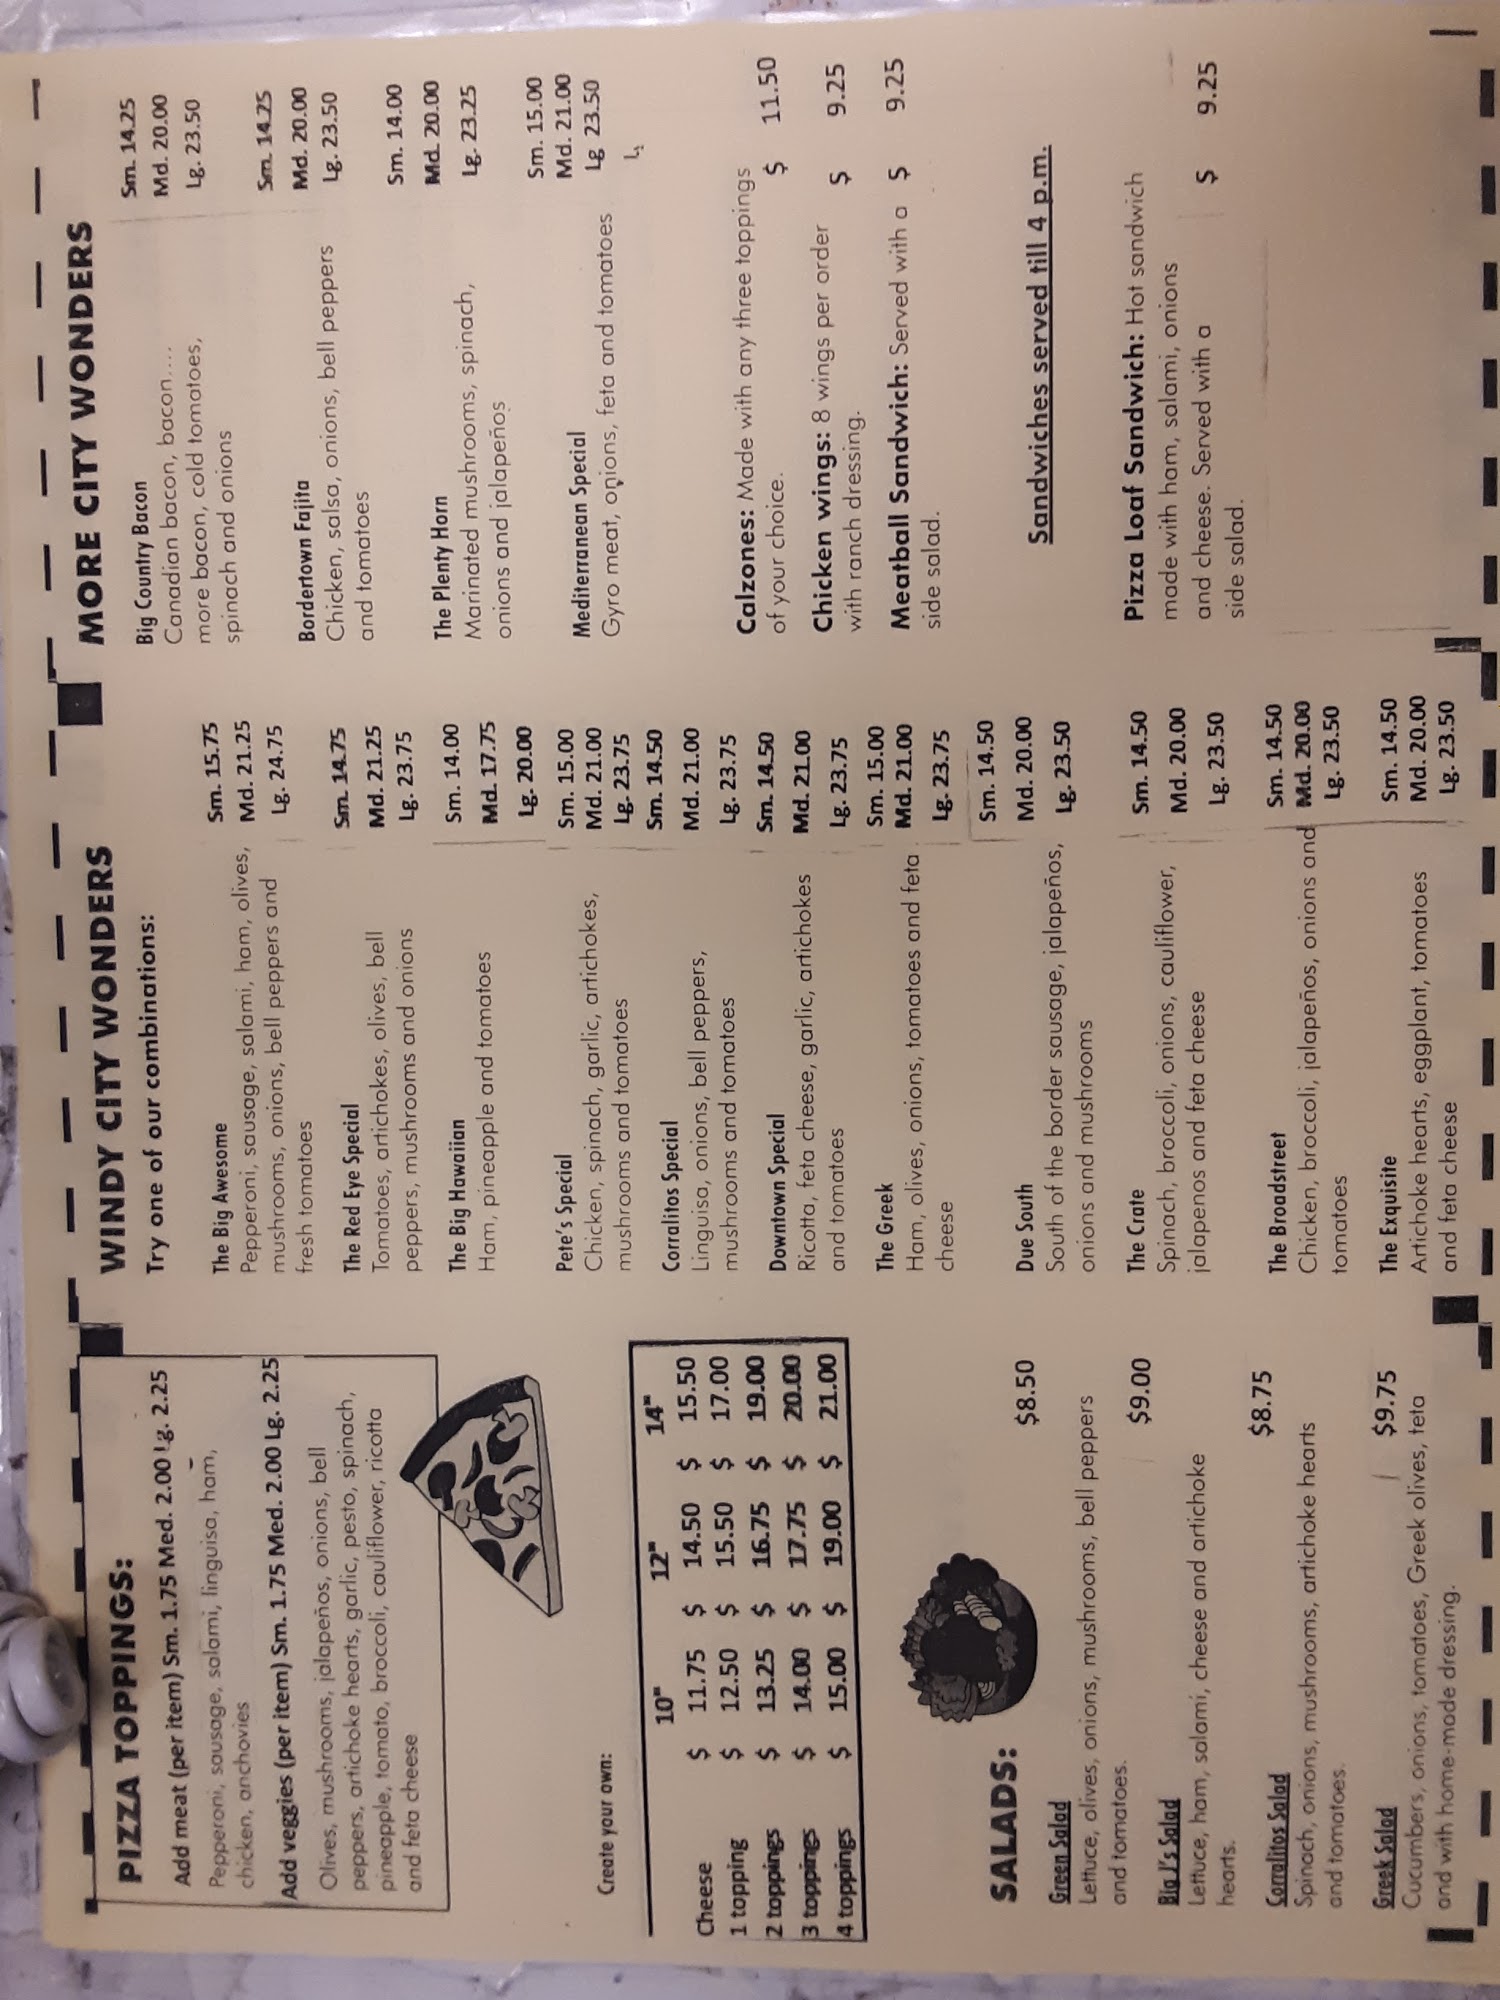 PIZZA TOPPINGS:
Add meat (per item) Sm. 1.75 Med. 2.00 Lg. 2.25
Pepperoni, sausage, salami, linguisa, ham,
chicken, anchovies
Add veggies (per item) Sm. 1.75 Med. 2.00 Lg. 2.25
Olives, mushrooms, jalapeños, onions, bell
peppers, artichoke hearts, garlic, pesto, spinach,
pineapple, tomato, broccoli, cauliflower, ricotta
and feta cheese
Create your own:
10" 12" 14"
Cheese $ 11.75 $ 14.50 $ 15.50
1 topping $ 12.50 $ 15.50 $ 17.00
2 toppings $ 13.25 $ 16.75 $ 19.00
3 toppings $ 14.00 $ 17.75 $ 20.00
4 toppings $ 15.00 $ 19.00 $ 21.00
SALADS:
Green Salad $8.50
Lettuce, olives, onions, mushrooms, bell peppers
and tomatoes.
Big J's Salad $9.00
Lettuce, ham, salami, cheese and artichoke
hearts.
Corralitos Salad $8.75
Spinach, onions, mushrooms, artichoke hearts
and tomatoes.
Greek Salad $9.75
Cucumbers, onions, tomatoes, Greek olives, feta
and with home-made dressing.
WINDY CITY WONDERS
Try one of our combinations:
The Big Awesome Sm. 15.75
Pepperoni, sausage, salami, ham, olives, Md. 21.25
mushrooms, onions, bell peppers and Lg. 24.75
fresh tomatoes
The Red Eye Special Sm. 14.75
Tomatoes, artichokes, olives, bell Md. 21.25
peppers, mushrooms and onions Lg. 23.75
The Big Hawaiian Sm. 14.00
Ham, pineapple and tomatoes Md. 17.75
Lg. 20.00
Pete's Special Sm. 15.00
Chicken, spinach, garlic, artichokes, Md. 21.00
mushrooms and tomatoes Lg. 23.75
Corralitos Special Sm. 14.50
Linguisa, onions, bell peppers, Md. 21.00
mushrooms and tomatoes Lg. 23.75
Downtown Special Sm. 14.50
Ricotta, feta cheese, garlic, artichokes Md. 21.00
and tomatoes Lg. 23.75
The Greek Sm. 15.00
Ham, olives, onions, tomatoes and feta Md. 21.00
cheese Lg. 23.75
Due South Sm. 14.50
South of the border sausage, jalapeños, Md. 20.00
onions and mushrooms Lg. 23.50
The Crate Sm. 14.50
Spinach, broccoli, onions, cauliflower, Md. 20.00
jalapenos and feta cheese Lg. 23.50
The Broadstreet Sm. 14.50
Chicken, broccoli, jalapeños, onions and Md. 20.00
tomatoes Lg. 23.50
The Exquisite Sm. 14.50
Artichoke hearts, eggplant, tomatoes Md. 20.00
and feta cheese Lg. 23.50
MORE CITY WONDERS
Big Country Bacon Sm. 14.25
Canadian bacon, bacon.... Md. 20.00
more bacon, cold tomatoes, Lg. 23.50
spinach and onions
Bordertown Fajita Sm. 14.25
Chicken, salsa, onions, bell peppers Md. 20.00
and tomatoes Lg. 23.50
The Plenty Horn Sm. 14.00
Marinated mushrooms, spinach, Md. 20.00
onions and jalapeños Lg. 23.25
Mediterranean Special Sm. 15.00
Gyro meat, onions, feta and tomatoes Md. 21.00
Lg 23.50
Calzones: Made with any three toppings
of your choice. $ 11.50
Chicken wings: 8 wings per order
with ranch dressing. $ 9.25
Meatball Sandwich: Served with a $ 9.25
side salad.
Sandwiches served till 4 p.m.
Pizza Loaf Sandwich: Hot sandwich
made with ham, salami, onions
and cheese. Served with a $ 9.25
side salad.